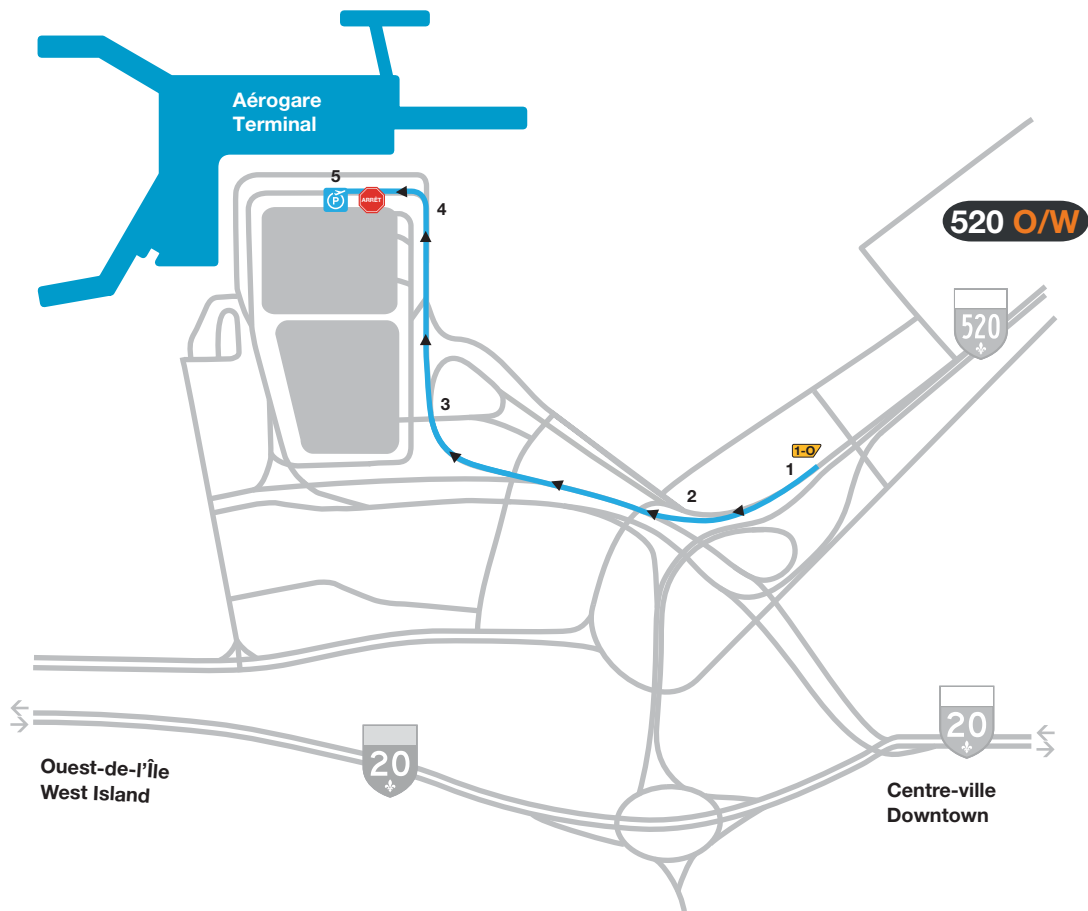 Aérogare
Terminal
5
P
ARRÊT
4
520 O/W
520
3
1-O
1
2
20
20
Ouest-de-l'Île
West Island
Centre-ville
Downtown